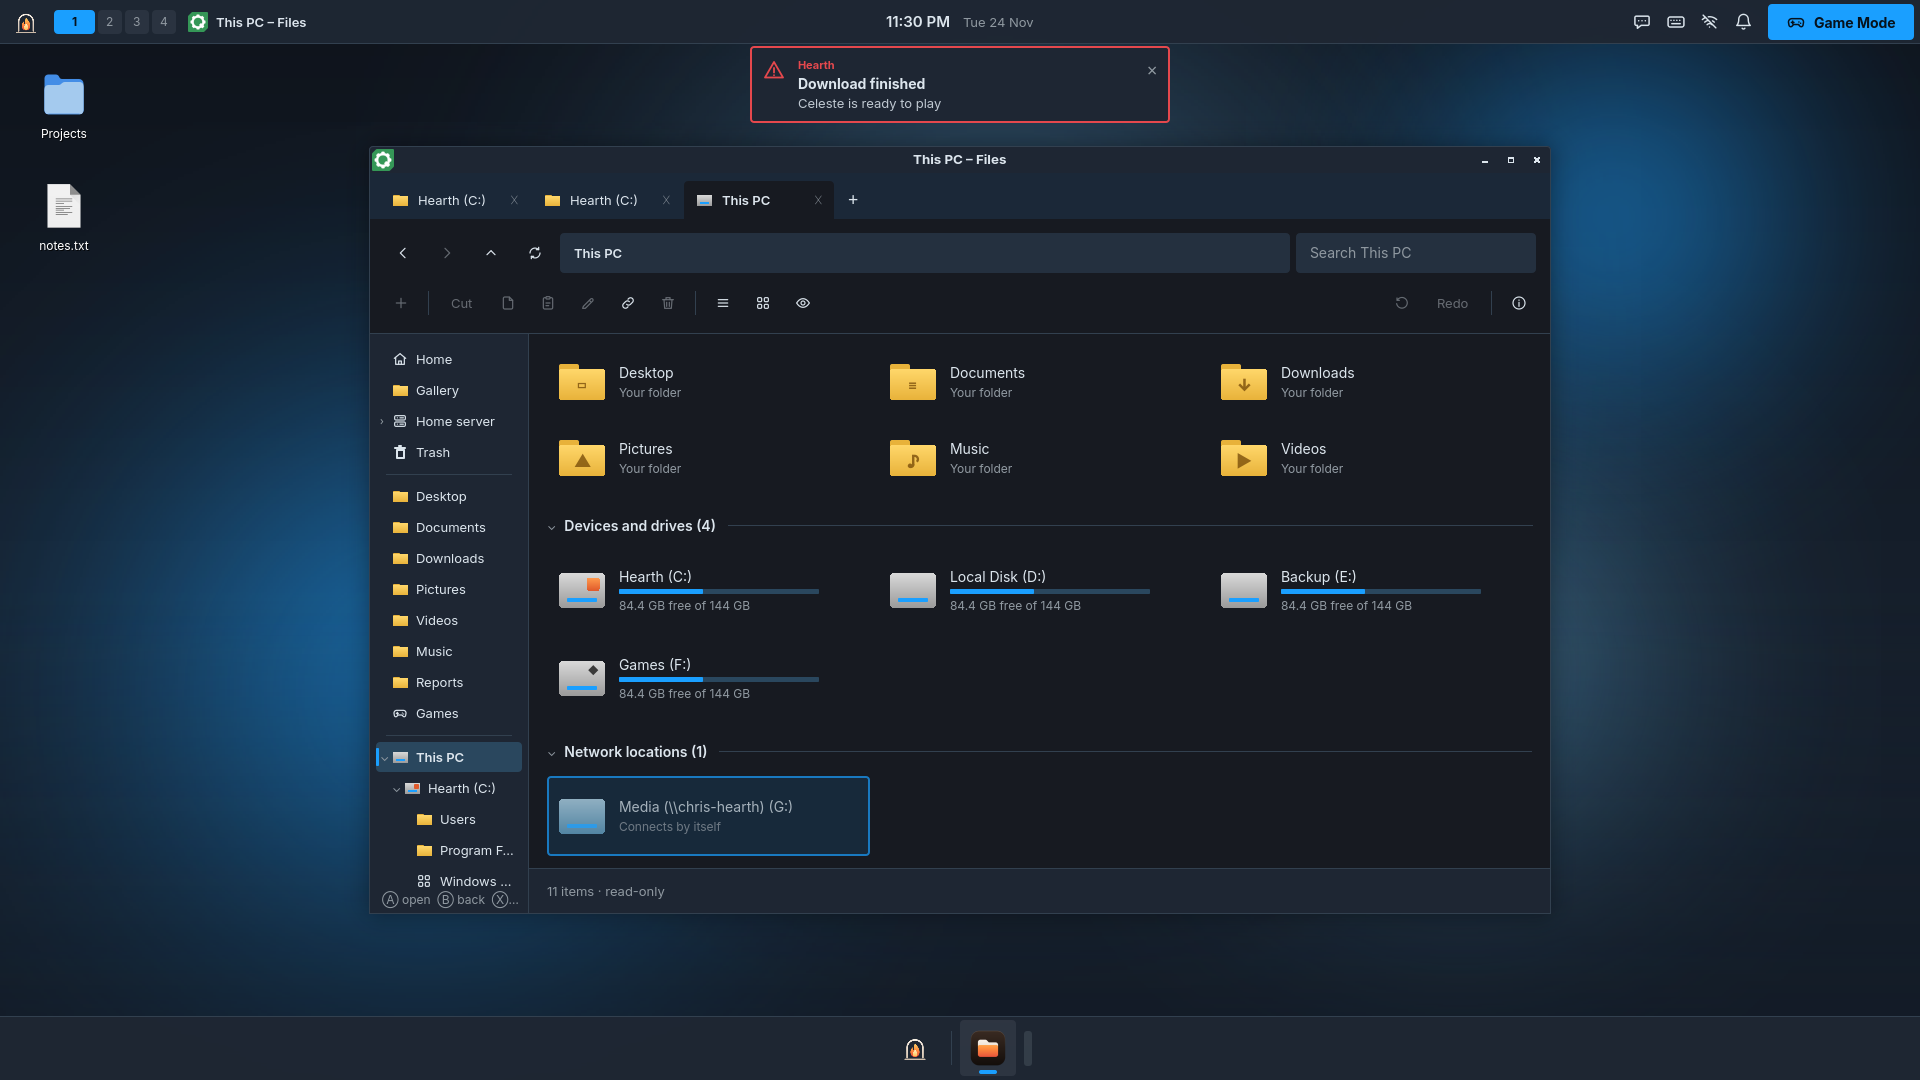 1 2 3 4 This PC – Files
11:30 PM Tue 24 Nov
Game Mode
Hearth
Download finished
Celeste is ready to play
Projects
notes.txt
This PC – Files
Hearth (C:) X Hearth (C:) X This PC X +
This PC
Search This PC
Cut
Redo
Home
Gallery
Home server
Trash
Desktop
Documents
Downloads
Pictures
Videos
Music
Reports
Games
This PC
Hearth (C:)
Users
Program F...
Windows ...
A open B back X...
Desktop
Your folder
Documents
Your folder
Downloads
Your folder
Pictures
Your folder
Music
Your folder
Videos
Your folder
Devices and drives (4)
Hearth (C:)
84.4 GB free of 144 GB
Local Disk (D:)
84.4 GB free of 144 GB
Backup (E:)
84.4 GB free of 144 GB
Games (F:)
84.4 GB free of 144 GB
Network locations (1)
Media (\\chris-hearth) (G:)
Connects by itself
11 items · read-only